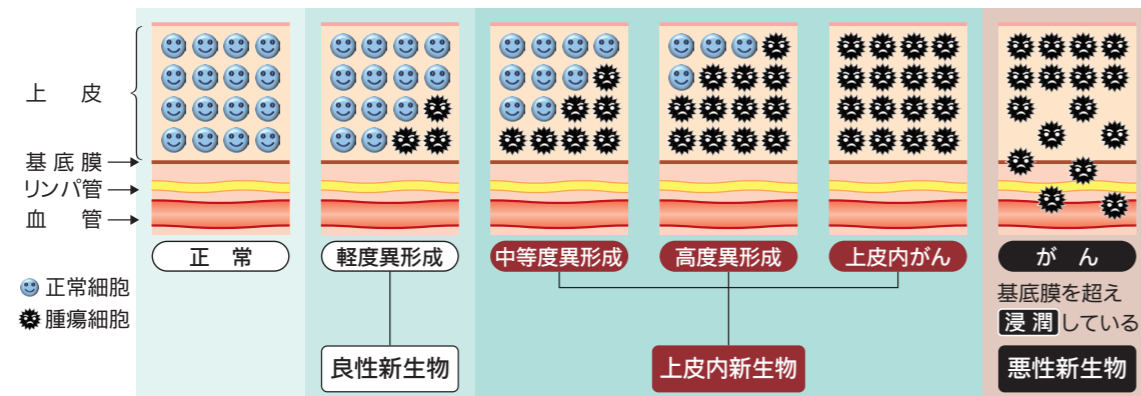 上皮
基底膜
リンパ管
血管
正常
軽度異形成
中等度異形成
高度異形成
上皮内がん
がん
正常細胞
腫瘍細胞
基底膜を超え
浸潤している
良性新生物
上皮内新生物
悪性新生物